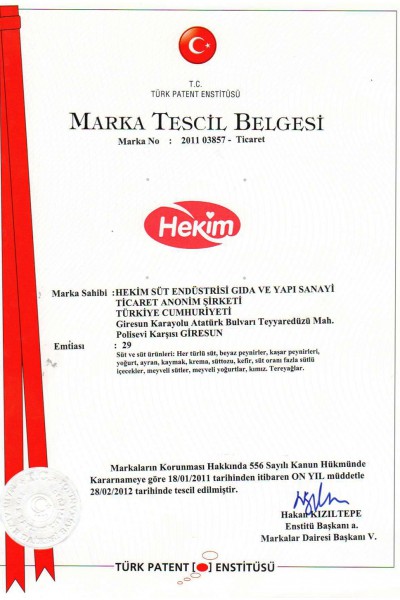 T.C.
TÜRK PATENT ENSTİTÜSÜ
MARKA TESCİL BELGESİ
Marka No : 2011 03857 - Ticaret
Hekim
Marka Sahibi :HEKİM SÜT ENDÜSTRİSİ GIDA VE YAPI SANAYİ
TİCARET ANONİM ŞİRKETİ
TÜRKİYE CUMHURİYETİ
Giresun Karayolu Atatürk Bulvarı Teyyaredüzü Mah.
Polisevi Karşısı GİRESUN
Emtiası : 29
Süt ve süt ürünleri: Her türlü süt, beyaz peynirler, kaşar peynirleri,
yoğurt, ayran, kaymak, krema, süttozu, kefir, süt oranı fazla sütlü
içecekler, meyveli sütler, meyveli yoğurtlar, kımız. Tereyağlar.
Markaların Korunması Hakkında 556 Sayılı Kanun Hükmünde
Kararnameye göre 18/01/2011 tarihinden itibaren ON YIL müddetle
28/02/2012 tarihinde tescil edilmiştir.
Hakan KIZILTEPE
Enstitü Başkanı a.
Markalar Dairesi Başkanı V.
TÜRK PATENT [ ] ENSTİTÜSÜ